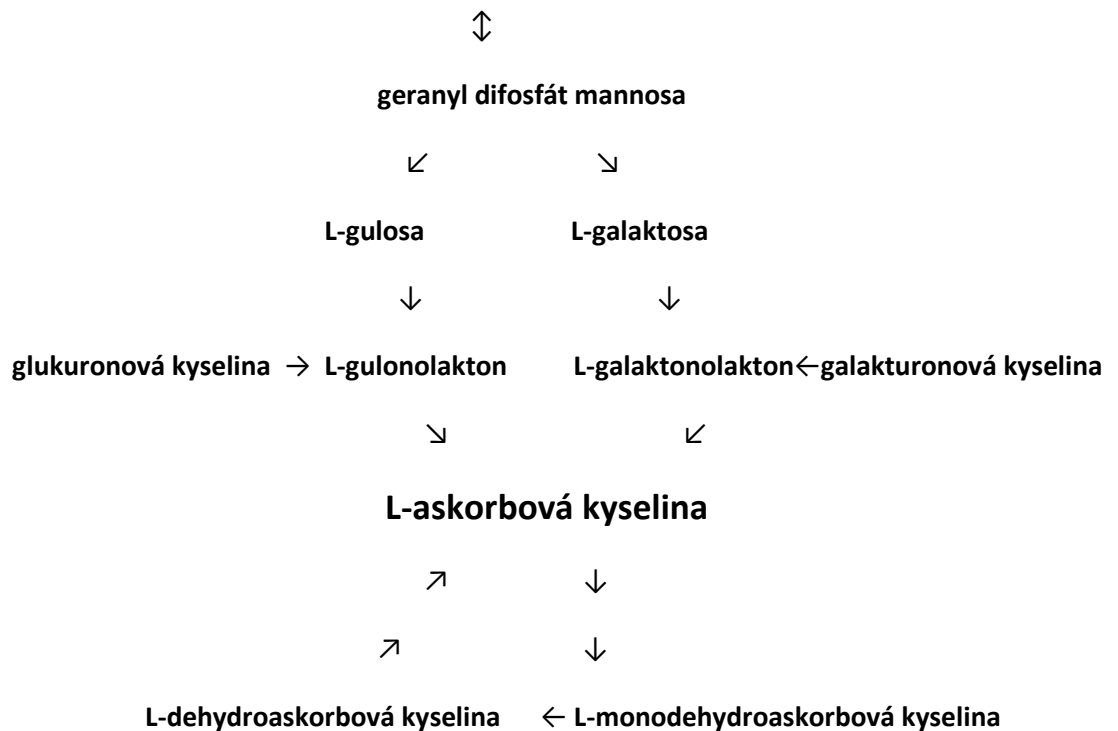 ↕
geranyl difosfát mannosa
↙ ↘
L-gulosa L-galaktosa
↓ ↓
glukuronová kyselina → L-gulonolakton L-galaktonolakton←galakturonová kyselina
↘ ↙
L-askorbová kyselina
↗ ↓
↗ ↓
L-dehydroaskorbová kyselina ← L-monodehydroaskorbová kyselina